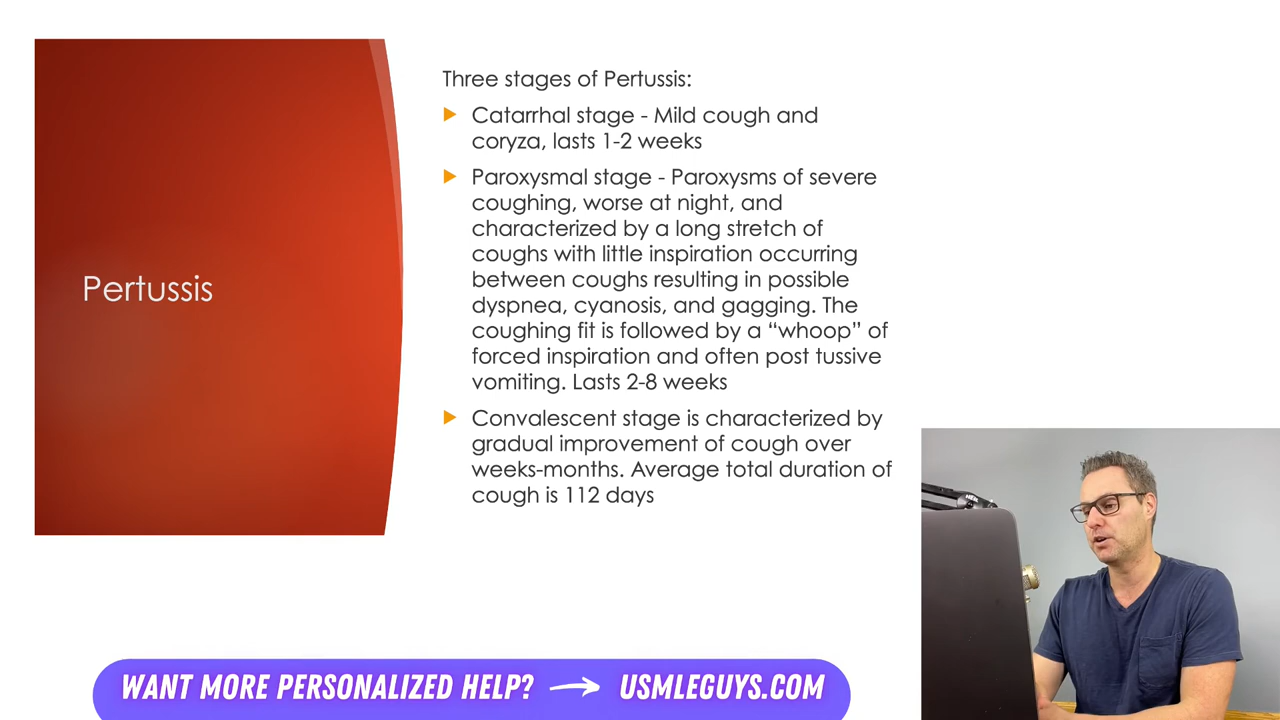 Pertussis
Three stages of Pertussis:
Catarrhal stage - Mild cough and
coryza, lasts 1-2 weeks
Paroxysmal stage - Paroxysms of severe
coughing, worse at night, and
characterized by a long stretch of
coughs with little inspiration occurring
between coughs resulting in possible
dyspnea, cyanosis, and gagging. The
coughing fit is followed by a “whoop” of
forced inspiration and often post tussive
vomiting. Lasts 2-8 weeks
Convalescent stage is characterized by
gradual improvement of cough over
weeks-months. Average total duration of
cough is 112 days
WANT MORE PERSONALIZED HELP? → USMLEGUYS.COM